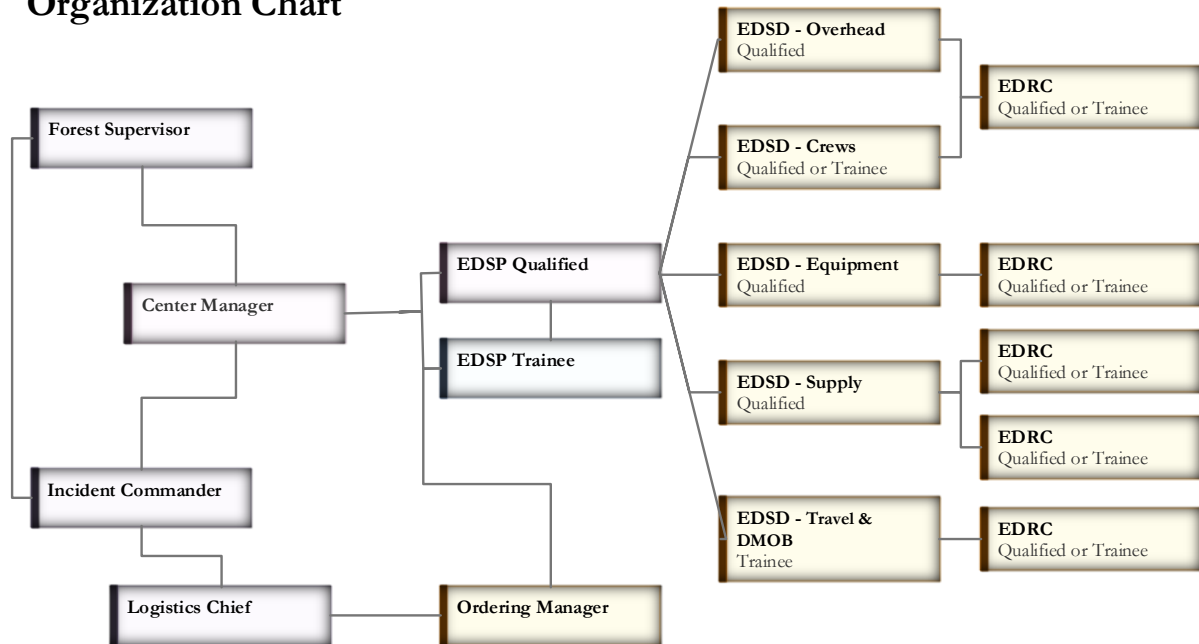 Organization Chart
EDSD - Overhead
Qualified
EDRC
Qualified or Trainee
Forest Supervisor
EDSD - Crews
Qualified or Trainee
EDSP Qualified
EDSD - Equipment
Qualified
EDRC
Qualified or Trainee
Center Manager
EDSP Trainee
EDRC
Qualified or Trainee
EDSD - Supply
Qualified
EDRC
Qualified or Trainee
Incident Commander
EDSD - Travel &
DMOB
Trainee
EDRC
Qualified or Trainee
Logistics Chief
Ordering Manager